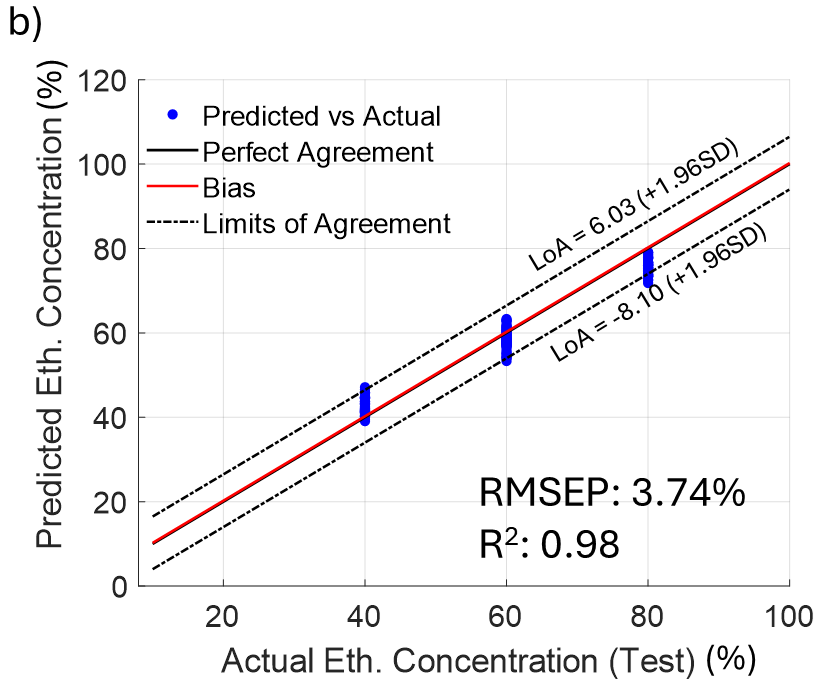 b)
Predicted Eth. Concentration (%)
120
100
80
60
40
20
0
Predicted vs Actual
Perfect Agreement
Bias
Limits of Agreement
LoA = 6.03 (+1.96SD)
LoA = -8.10 (+1.96SD)
RMSEP: 3.74%
R²: 0.98
20 40 60 80 100
Actual Eth. Concentration (Test) (%)